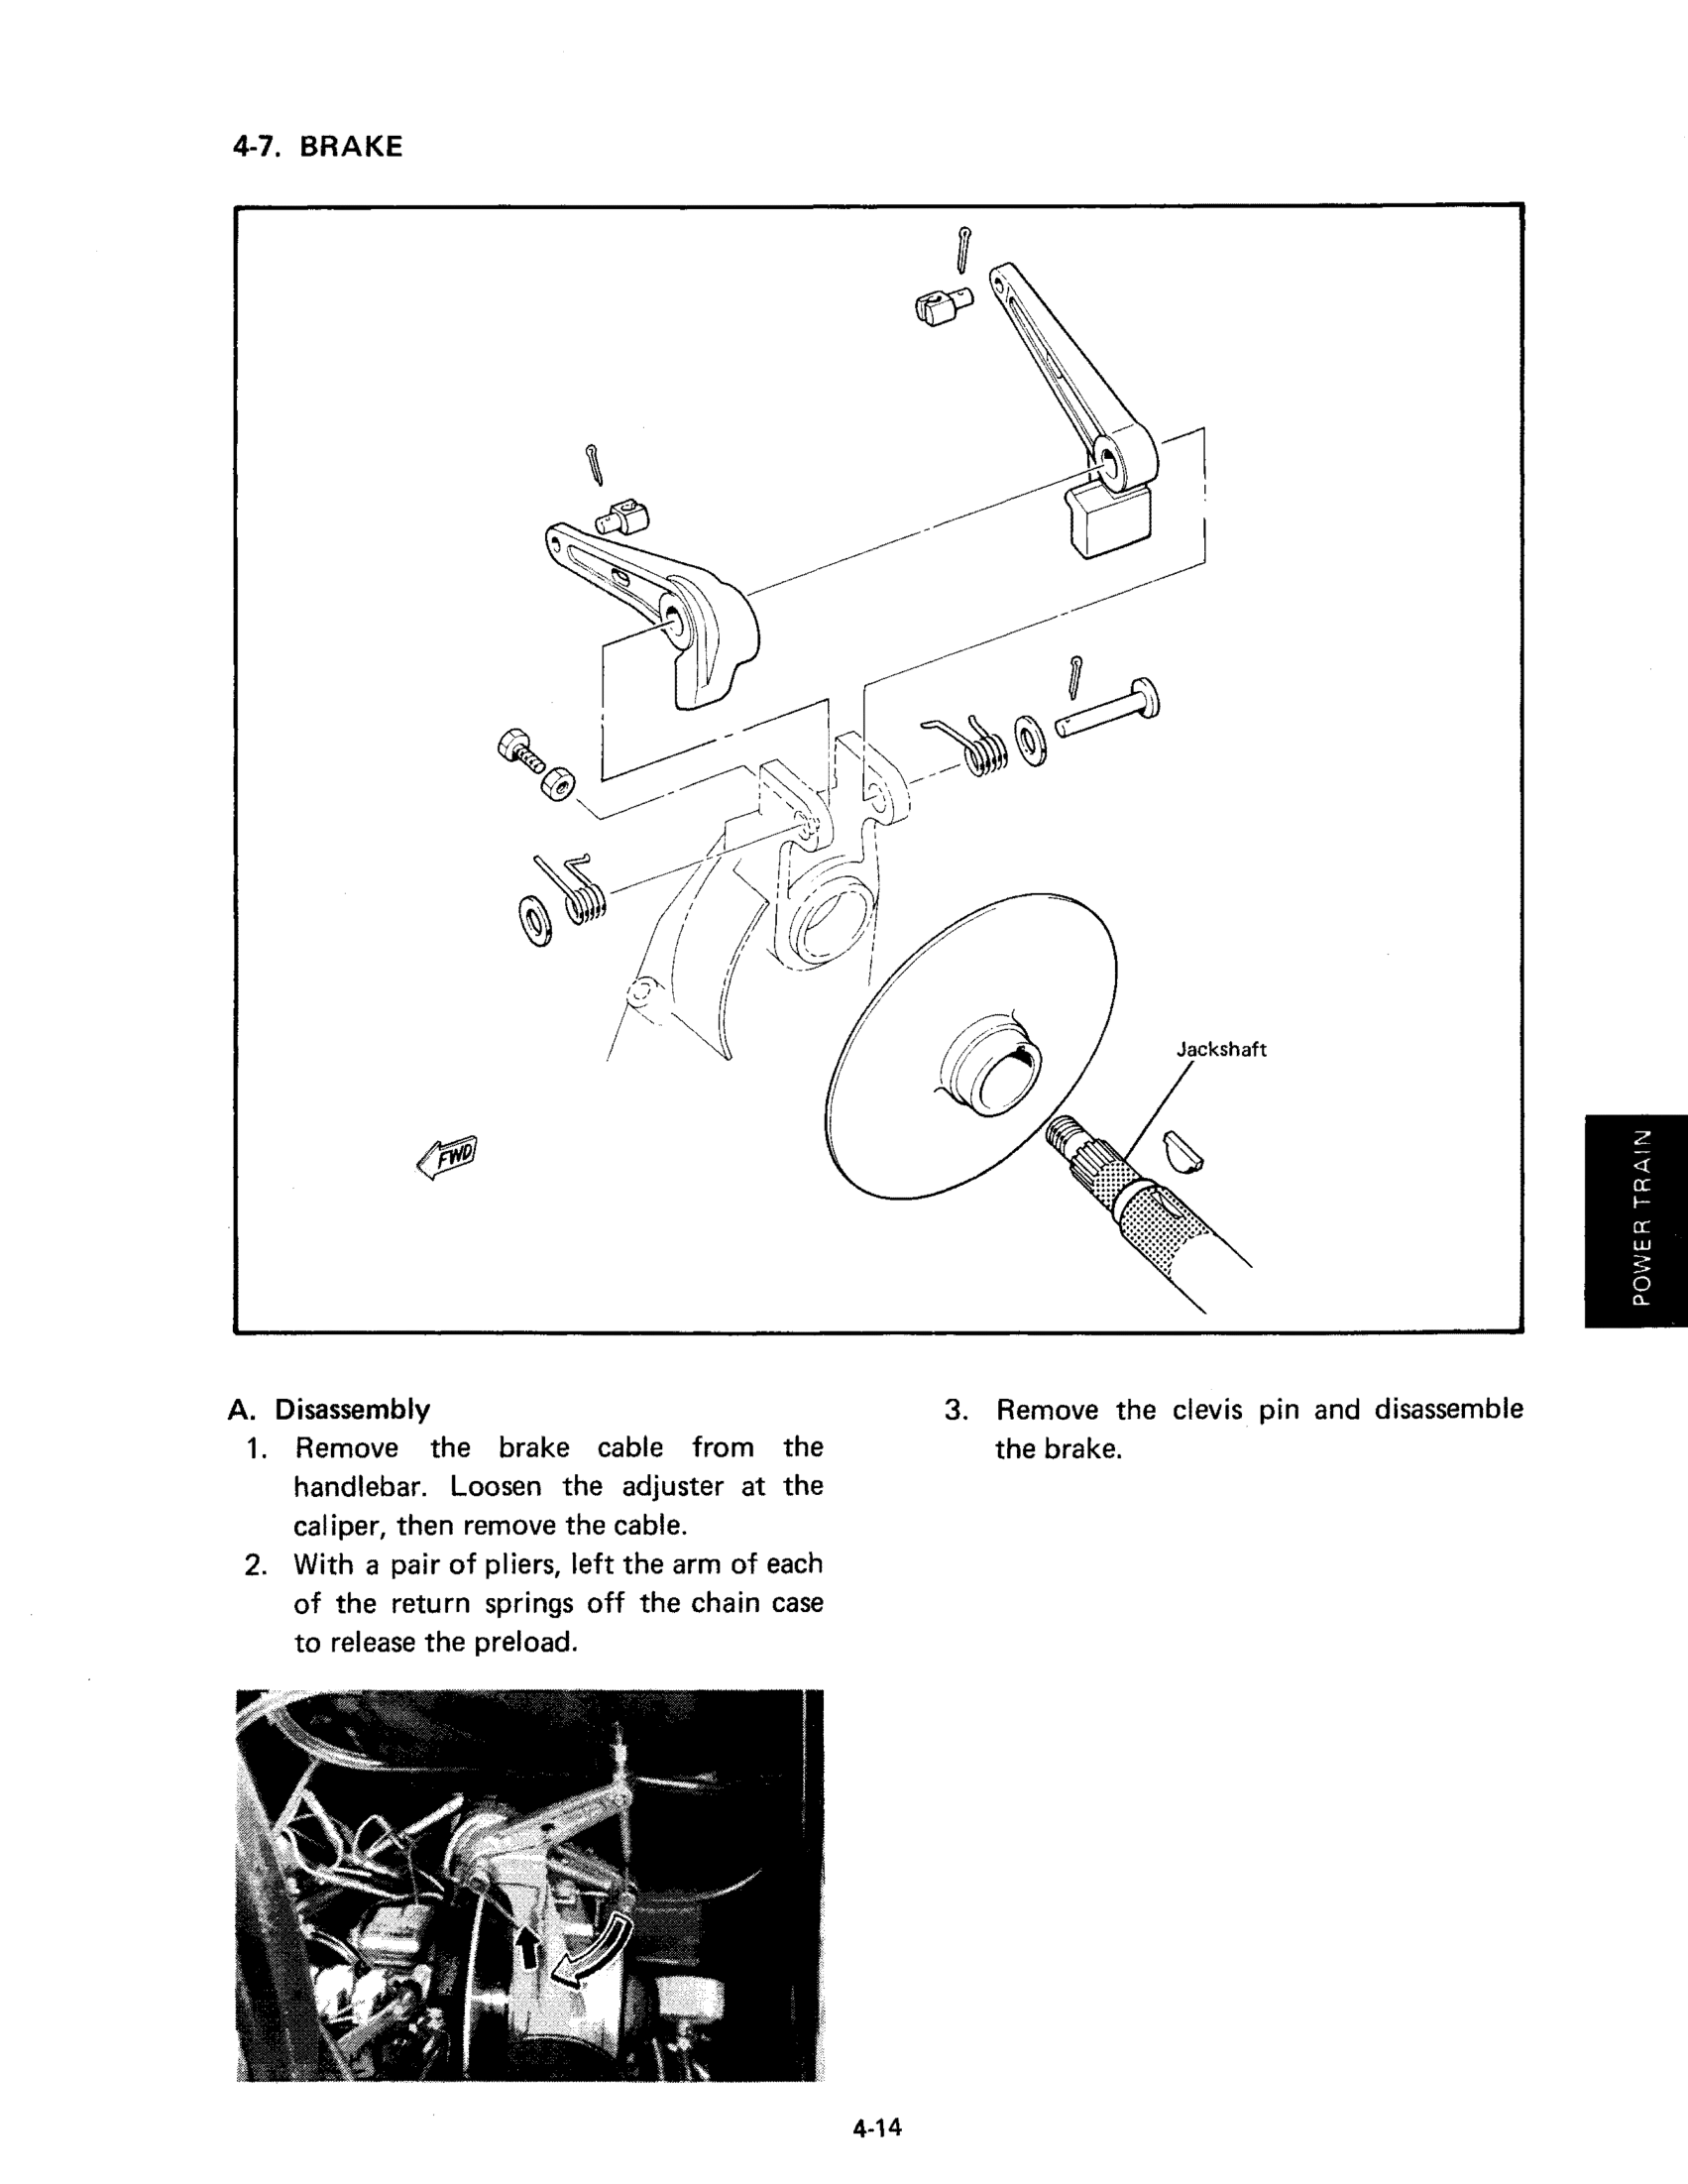 4-7. BRAKE
Jackshaft
FWD
POWER TRAIN
A. Disassembly
1. Remove the brake cable from the
handlebar. Loosen the adjuster at the
caliper, then remove the cable.
2. With a pair of pliers, left the arm of each
of the return springs off the chain case
to release the preload.
3. Remove the clevis pin and disassemble
the brake.
4-14